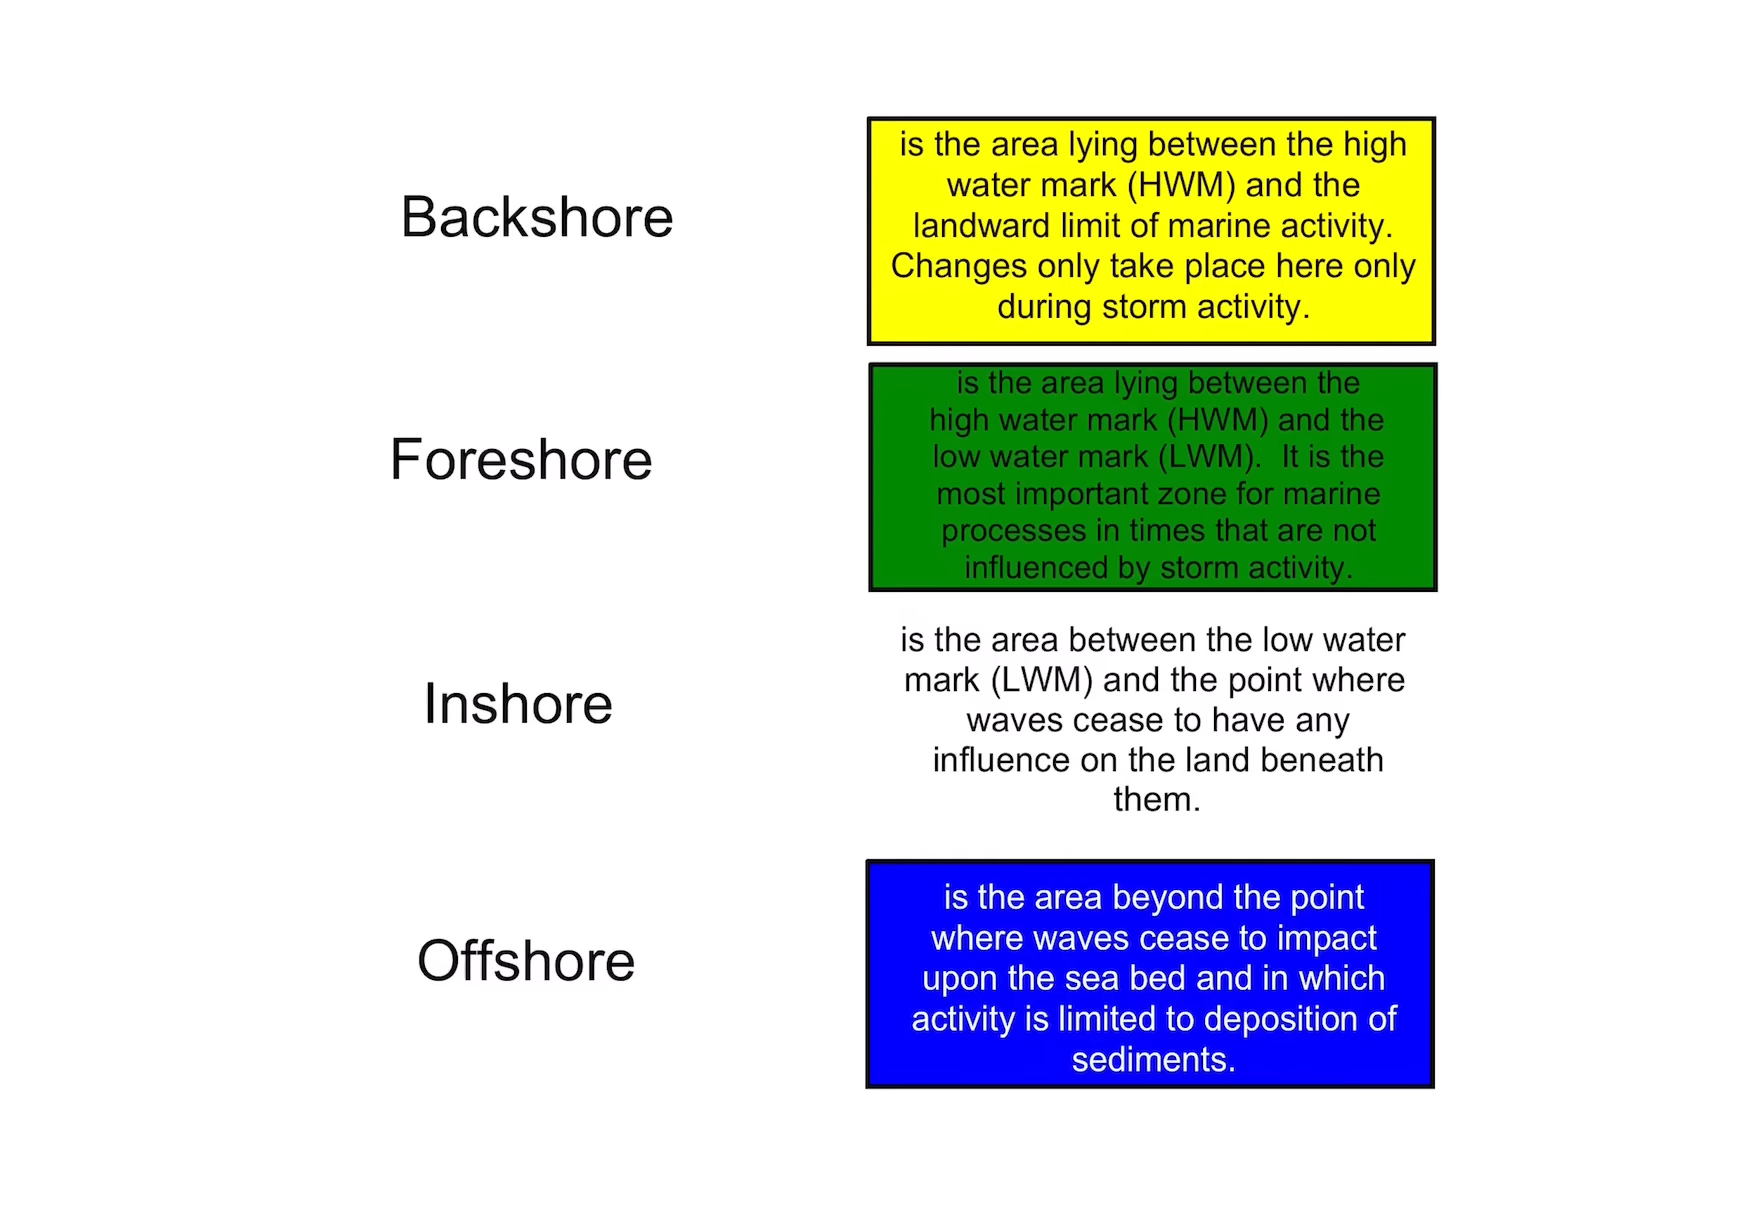 Backshore
is the area lying between the high
water mark (HWM) and the
landward limit of marine activity.
Changes only take place here only
during storm activity.
Foreshore
is the area lying between the
high water mark (HWM) and the
low water mark (LWM).  It is the
most important zone for marine
processes in times that are not
influenced by storm activity.
Inshore
is the area between the low water
mark (LWM) and the point where
waves cease to have any
influence on the land beneath
them.
Offshore
is the area beyond the point
where waves cease to impact
upon the sea bed and in which
activity is limited to deposition of
sediments.